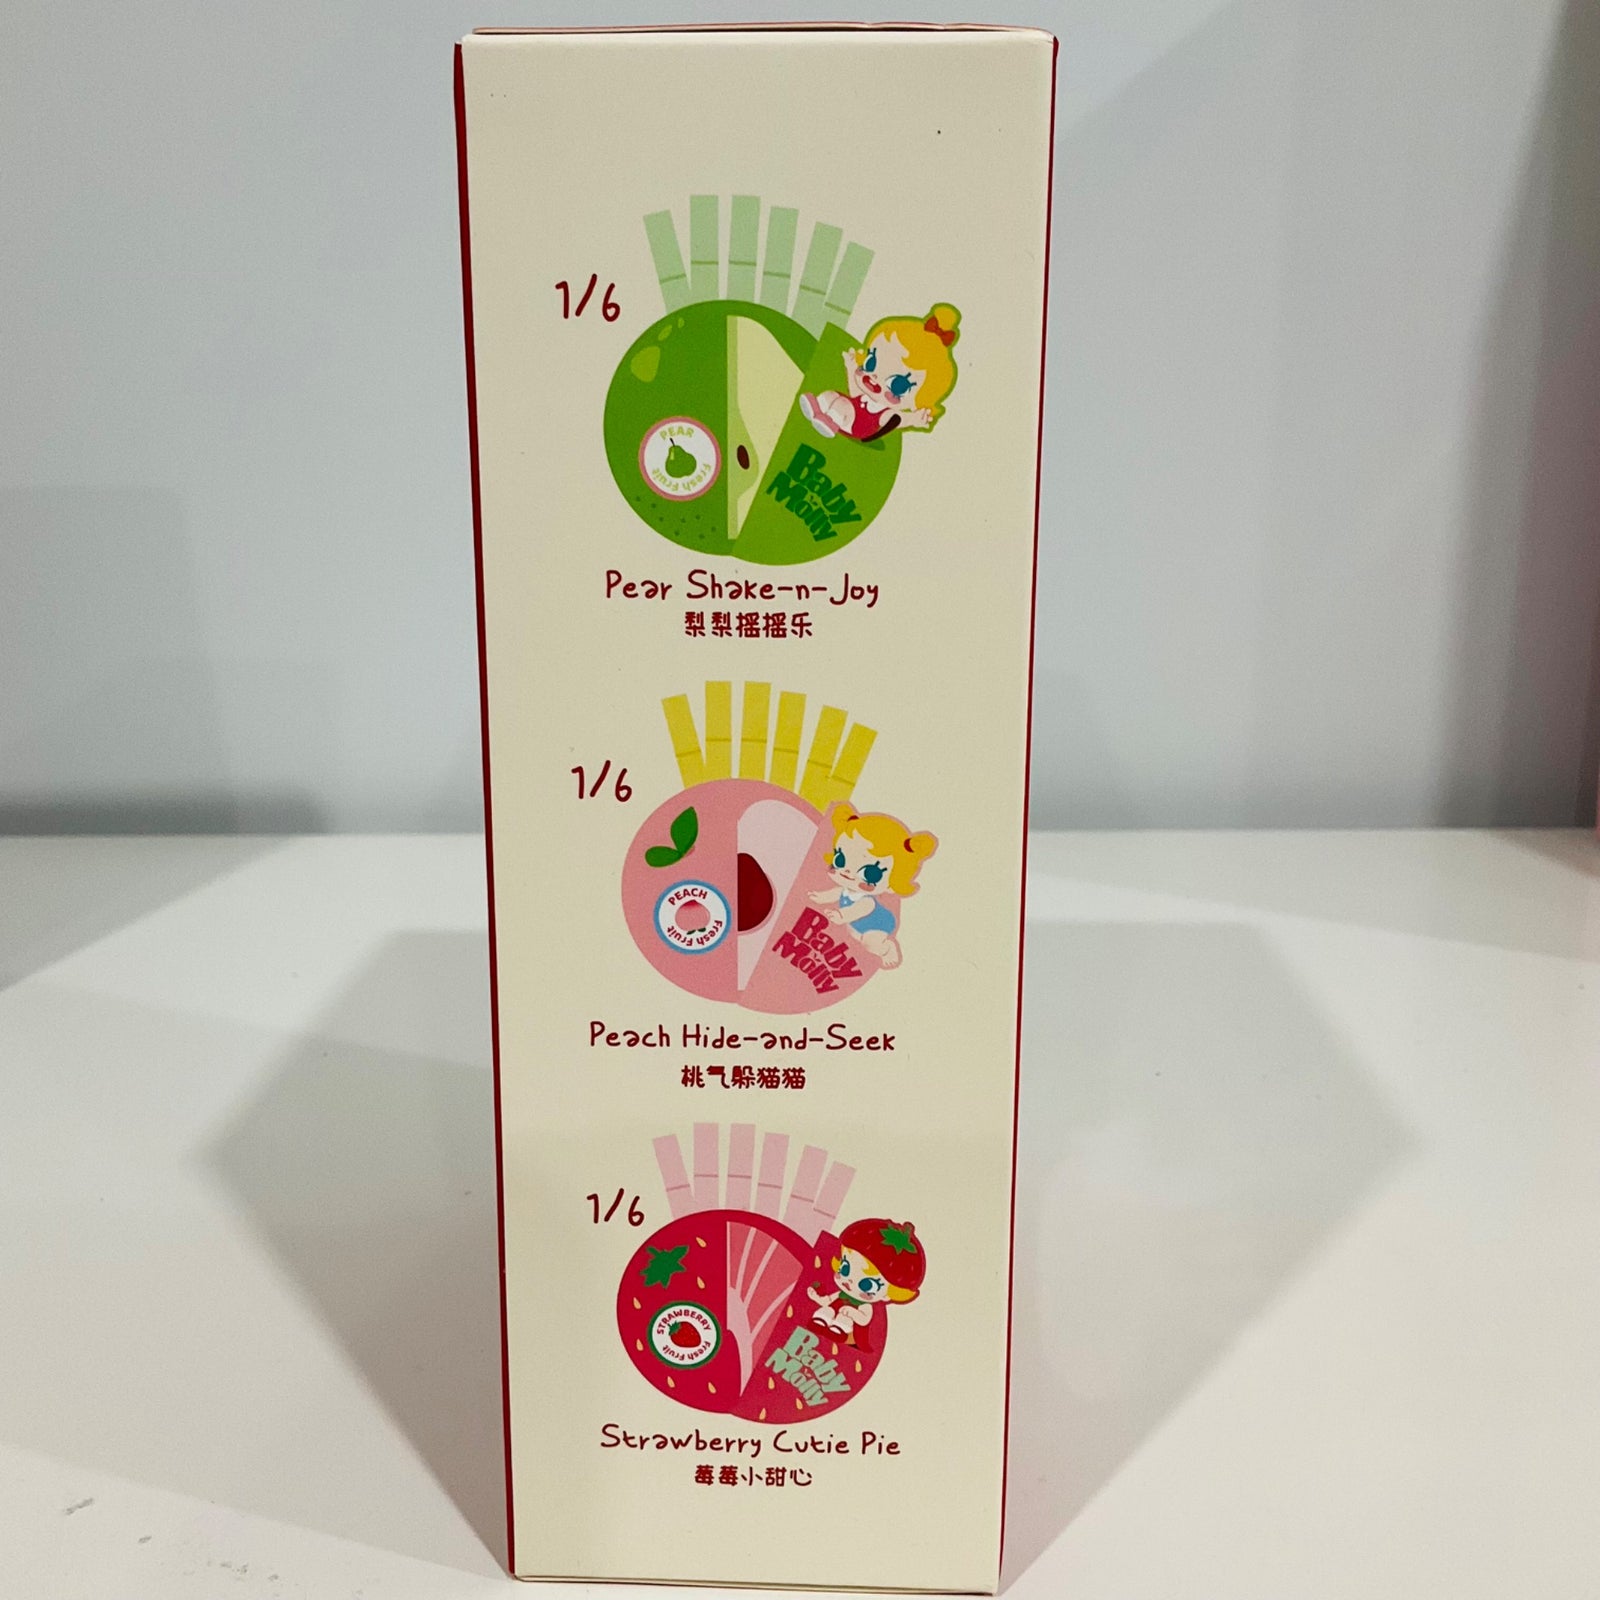 1/6
PEAR
Fresh Fruit
Baby
Molly
Pear Shake-n-Joy
梨梨摇摇乐
1/6
PEACH
Fresh Fruit
Baby
Molly
Peach Hide-and-Seek
桃气躲猫猫
1/6
STRAWBERRY
Fresh Fruit
Baby
Molly
Strawberry Cutie Pie
莓莓小甜心